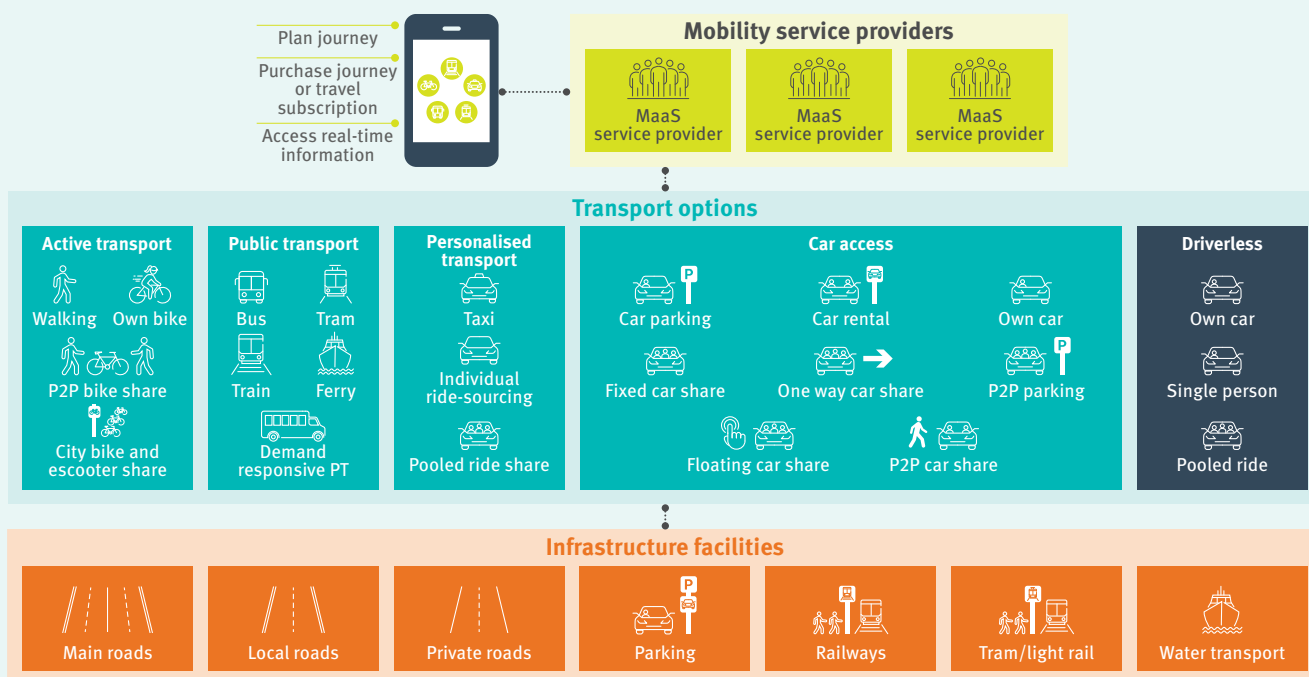 Plan journey
Purchase journey
or travel
subscription
Access real-time
information
Mobility service providers
MaaS
service provider
MaaS
service provider
MaaS
service provider
Transport options
Active transport
Walking
Own bike
P2P bike share
City bike and
escooter share
Public transport
Bus
Tram
Train
Ferry
Demand
responsive PT
Personalised
transport
Taxi
Individual
ride-sourcing
Pooled ride share
Car access
P
Car parking
Car rental
Own car
Fixed car share
One way car share
P
P2P parking
Floating car share
P2P car share
Driverless
Own car
Single person
Pooled ride
Infrastructure facilities
Main roads
Local roads
Private roads
P
Parking
Railways
Tram/light rail
Water transport